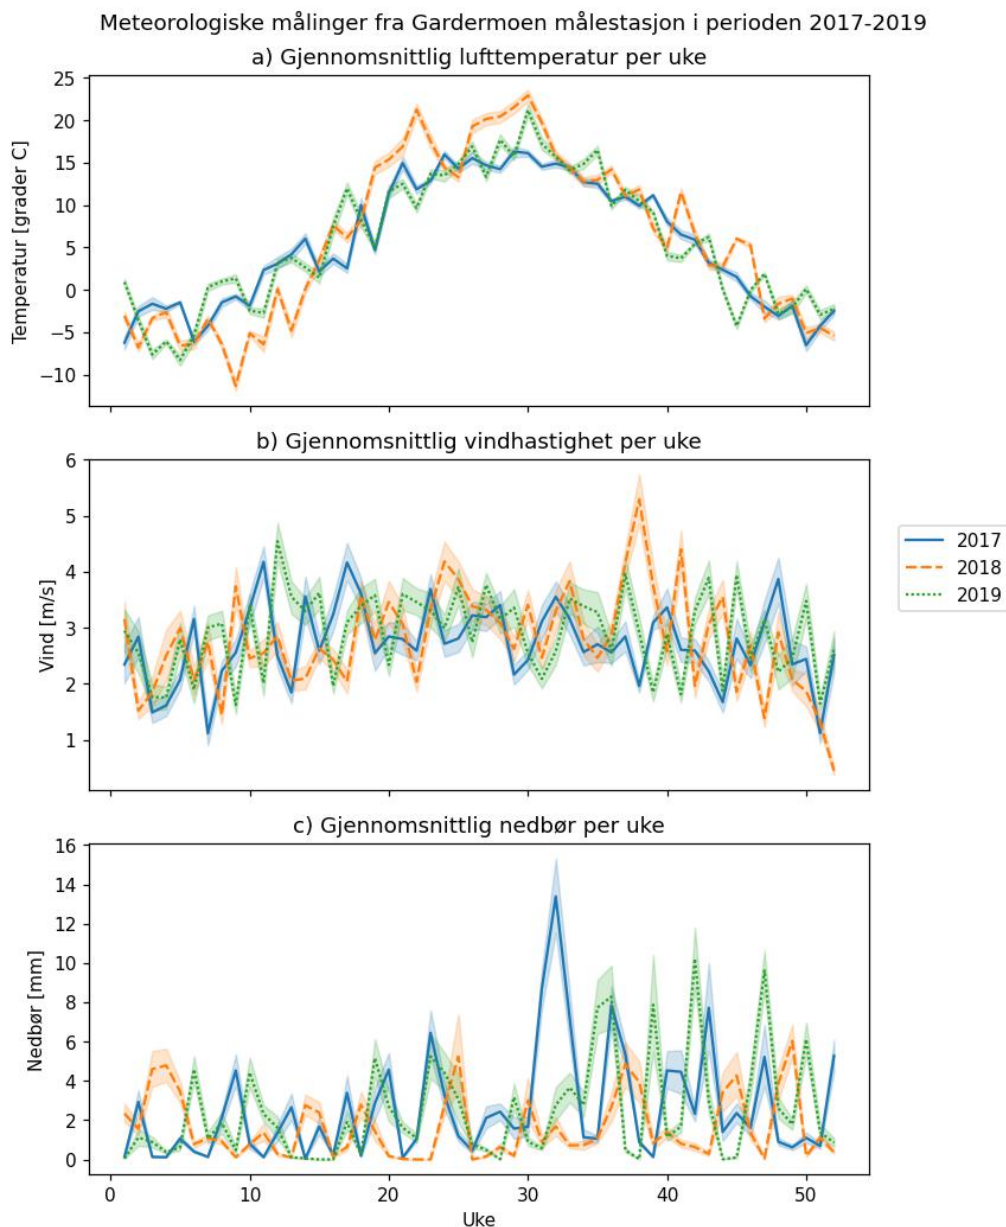 Meteorologiske målinger fra Gardermoen målestasjon i perioden 2017-2019
a) Gjennomsnittlig lufttemperatur per uke
Temperatur [grader C]
25
20
15
10
5
0
−5
−10
b) Gjennomsnittlig vindhastighet per uke
Vind [m/s]
6
5
4
3
2
1
2017
2018
2019
c) Gjennomsnittlig nedbør per uke
Nedbør [mm]
16
14
12
10
8
6
4
2
0
0 10 20 30 40 50
Uke